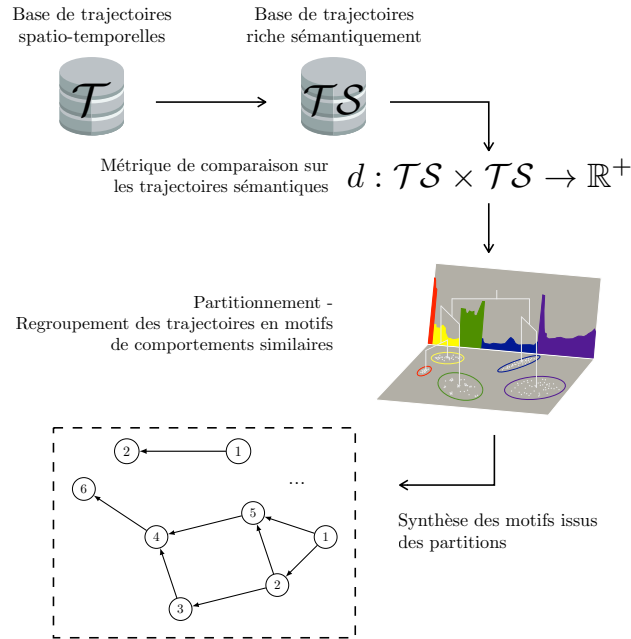 Base de trajectoires
spatio-temporelles
Base de trajectoires
riche sémantiquement
𝒯
𝒯𝒮
Métrique de comparaison sur
les trajectoires sémantiques
d : 𝒯𝒮 × 𝒯𝒮 → ℝ⁺
Partitionnement -
Regroupement des trajectoires en motifs
de comportements similaires
2
1
...
6
5
4
1
2
3
Synthèse des motifs issus
des partitions